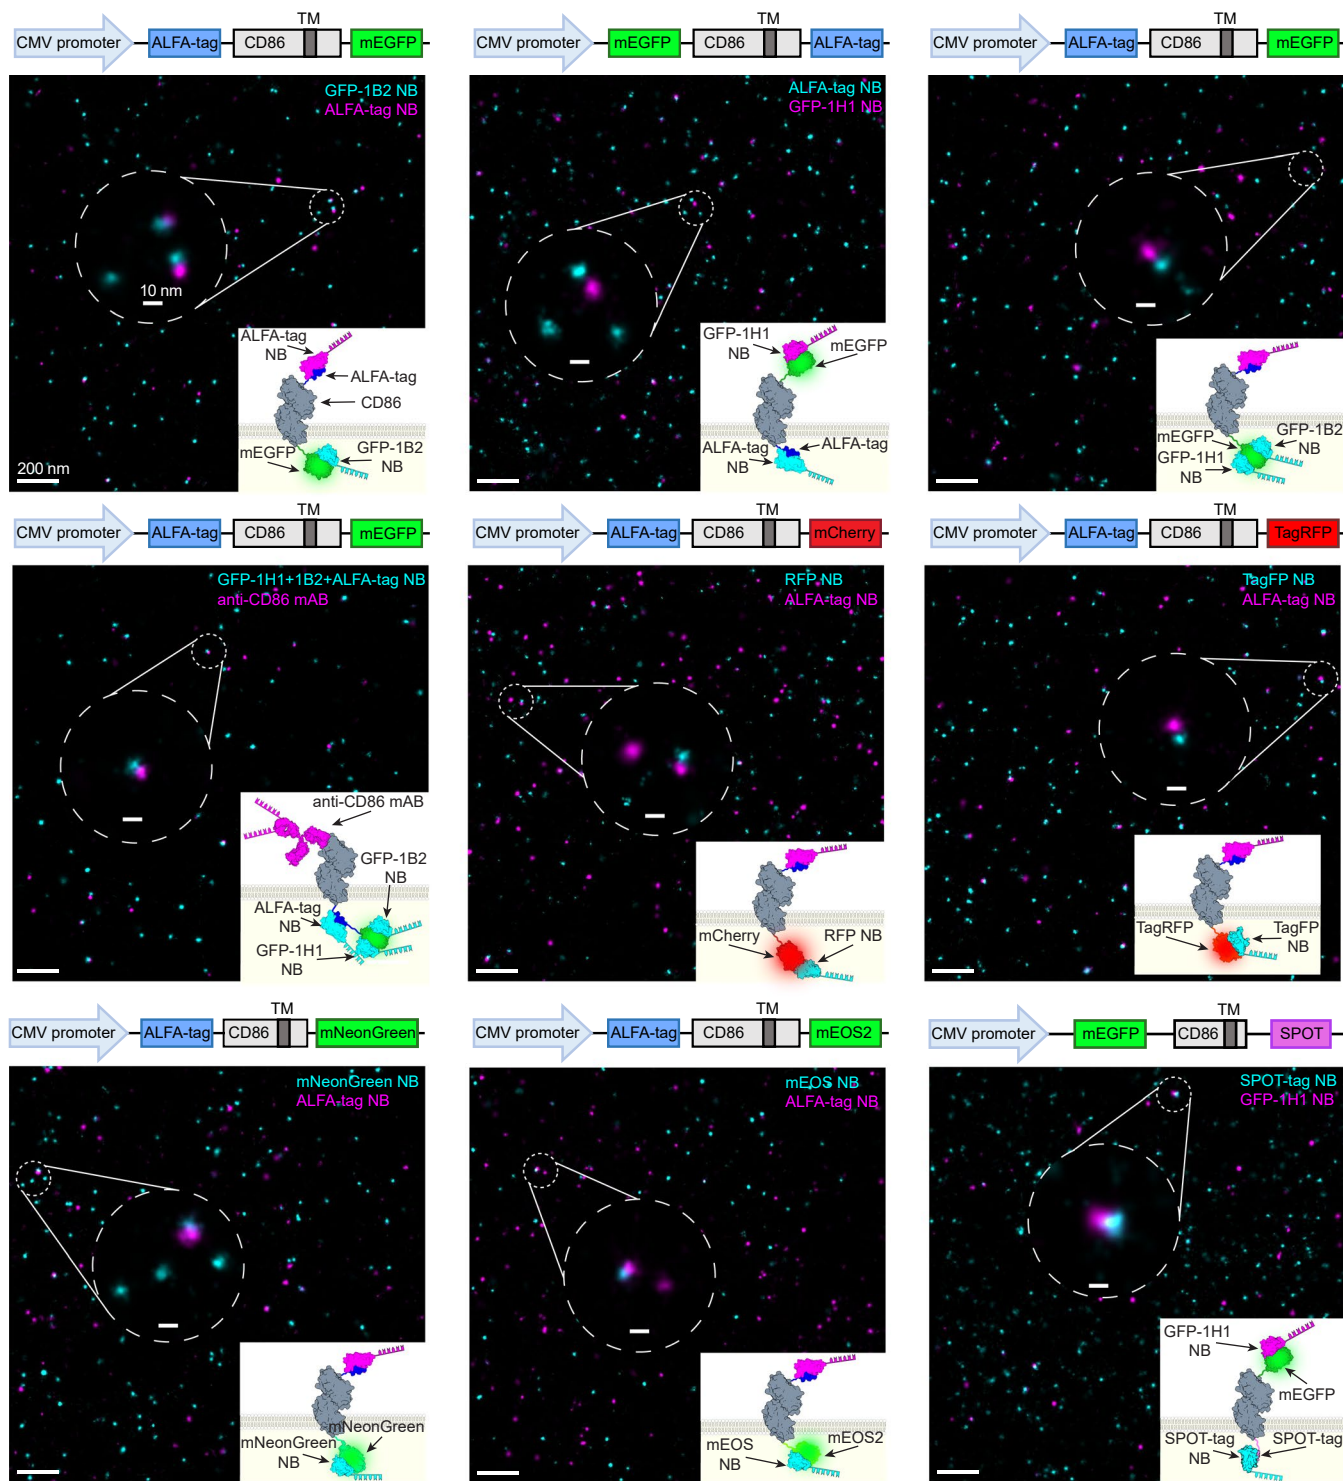 TM
CMV promoter ALFA-tag CD86 mEGFP
GFP-1B2 NB
ALFA-tag NB
10 nm
200 nm
ALFA-tag
NB
ALFA-tag
CD86
mEGFP
GFP-1B2
NB
TM
CMV promoter mEGFP CD86 ALFA-tag
ALFA-tag NB
GFP-1H1 NB
GFP-1H1
NB
mEGFP
ALFA-tag
NB
ALFA-tag
TM
CMV promoter ALFA-tag CD86 mEGFP
mEGFP
GFP-1B2
NB
GFP-1H1
NB
TM
CMV promoter ALFA-tag CD86 mEGFP
GFP-1H1+1B2+ALFA-tag NB
anti-CD86 mAB
anti-CD86 mAB
GFP-1B2
NB
ALFA-tag
NB
GFP-1H1
NB
TM
CMV promoter ALFA-tag CD86 mCherry
RFP NB
ALFA-tag NB
mCherry
RFP NB
TM
CMV promoter ALFA-tag CD86 TagRFP
TagFP NB
ALFA-tag NB
TagRFP
TagFP
NB
TM
CMV promoter ALFA-tag CD86 mNeonGreen
mNeonGreen NB
ALFA-tag NB
mNeonGreen
mNeonGreen
NB
TM
CMV promoter ALFA-tag CD86 mEOS2
mEOS NB
ALFA-tag NB
mEOS2
mEOS
NB
TM
CMV promoter mEGFP CD86 SPOT
SPOT-tag NB
GFP-1H1 NB
GFP-1H1
NB
mEGFP
SPOT-tag
NB
SPOT-tag